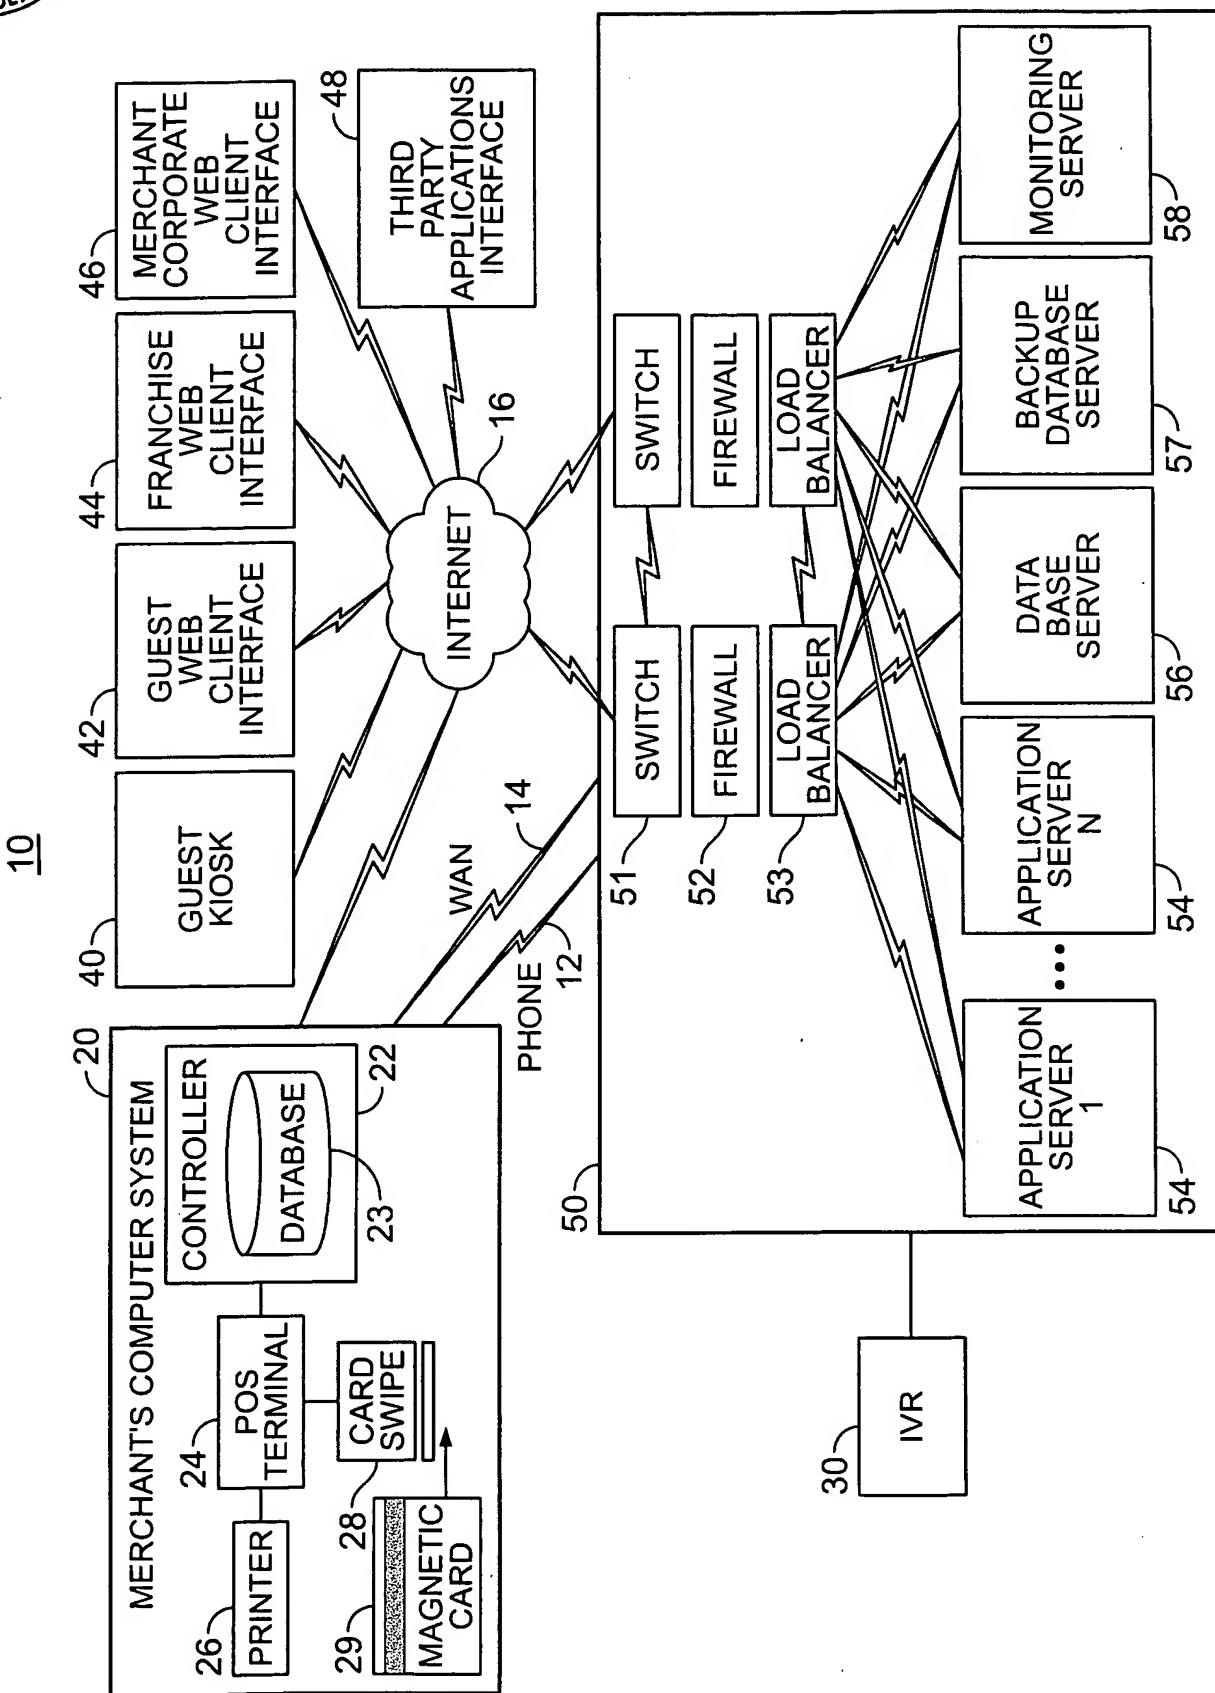 10
20
MERCHANT'S COMPUTER SYSTEM
CONTROLLER
DATABASE
22
23
24
POS
TERMINAL
26
PRINTER
CARD
SWIPE
28
29
MAGNETIC
CARD
40
GUEST
KIOSK
42
GUEST
WEB
CLIENT
INTERFACE
44
FRANCHISE
WEB
CLIENT
INTERFACE
46
MERCHANT
CORPORATE
WEB
CLIENT
INTERFACE
48
THIRD
PARTY
APPLICATIONS
INTERFACE
INTERNET
16
WAN
14
PHONE
12
50
51
SWITCH
SWITCH
52
FIREWALL
FIREWALL
53
LOAD
BALANCER
LOAD
BALANCER
APPLICATION
SERVER
1
54
•••
APPLICATION
SERVER
N
54
DATA
BASE
SERVER
56
BACKUP
DATABASE
SERVER
57
MONITORING
SERVER
58
30
IVR